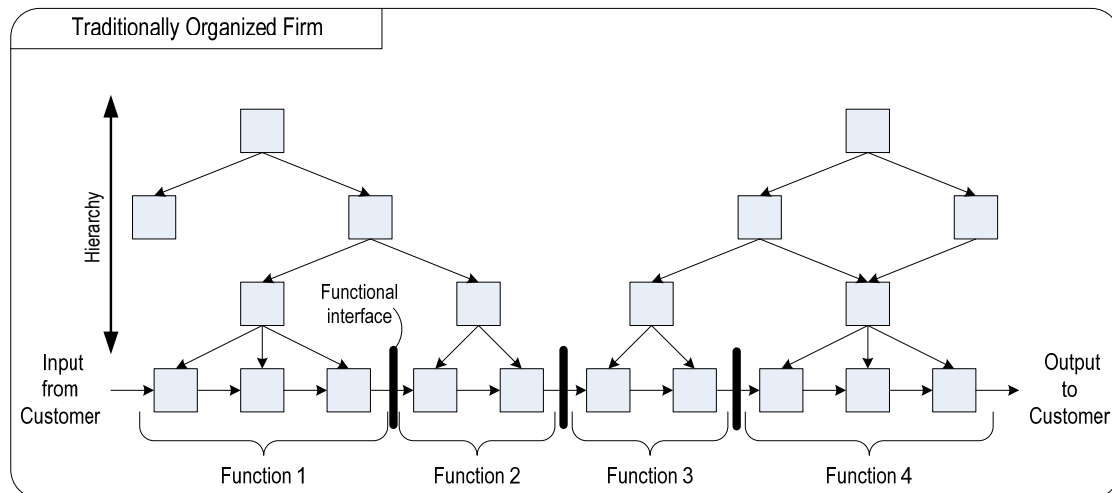 Traditionally Organized Firm
Hierarchy
Functional
interface
Input
from
Customer
Output
to
Customer
Function 1
Function 2
Function 3
Function 4